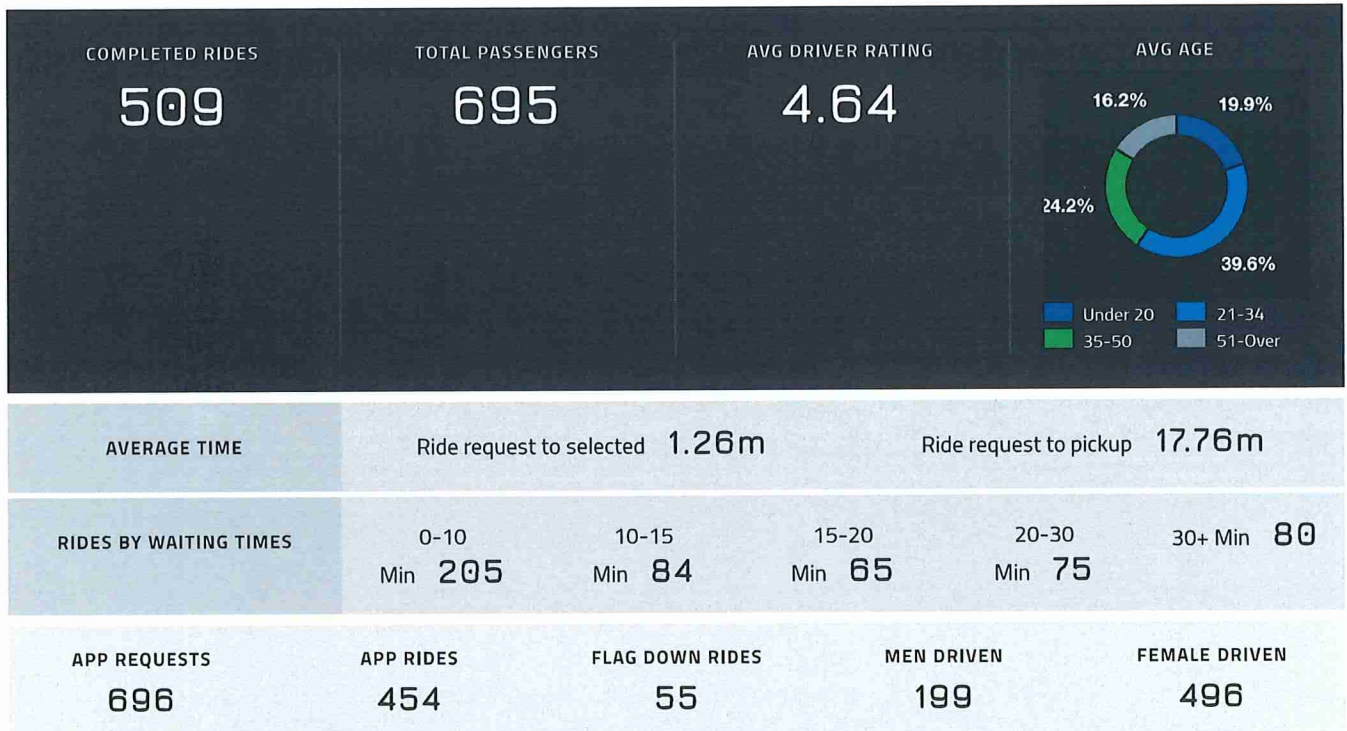 COMPLETED RIDES
509
TOTAL PASSENGERS
695
AVG DRIVER RATING
4.64
AVG AGE
16.2%
19.9%
24.2%
39.6%
Under 20
21-34
35-50
51-Over
AVERAGE TIME
Ride request to selected 1.26m
Ride request to pickup 17.76m
RIDES BY WAITING TIMES
0-10
Min 205
10-15
Min 84
15-20
Min 65
20-30
Min 75
30+ Min 80
APP REQUESTS
696
APP RIDES
454
FLAG DOWN RIDES
55
MEN DRIVEN
199
FEMALE DRIVEN
496